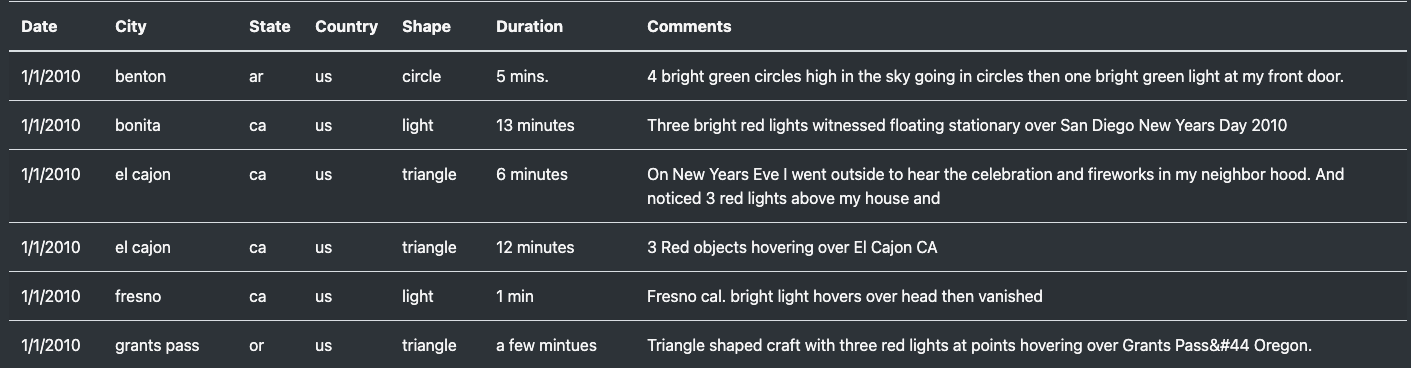 Date City State Country Shape Duration Comments
1/1/2010 benton ar us circle 5 mins. 4 bright green circles high in the sky going in circles then one bright green light at my front door.
1/1/2010 bonita ca us light 13 minutes Three bright red lights witnessed floating stationary over San Diego New Years Day 2010
1/1/2010 el cajon ca us triangle 6 minutes On New Years Eve I went outside to hear the celebration and fireworks in my neighbor hood. And
noticed 3 red lights above my house and
1/1/2010 el cajon ca us triangle 12 minutes 3 Red objects hovering over El Cajon CA
1/1/2010 fresno ca us light 1 min Fresno cal. bright light hovers over head then vanished
1/1/2010 grants pass or us triangle a few mintues Triangle shaped craft with three red lights at points hovering over Grants Pass&#44 Oregon.